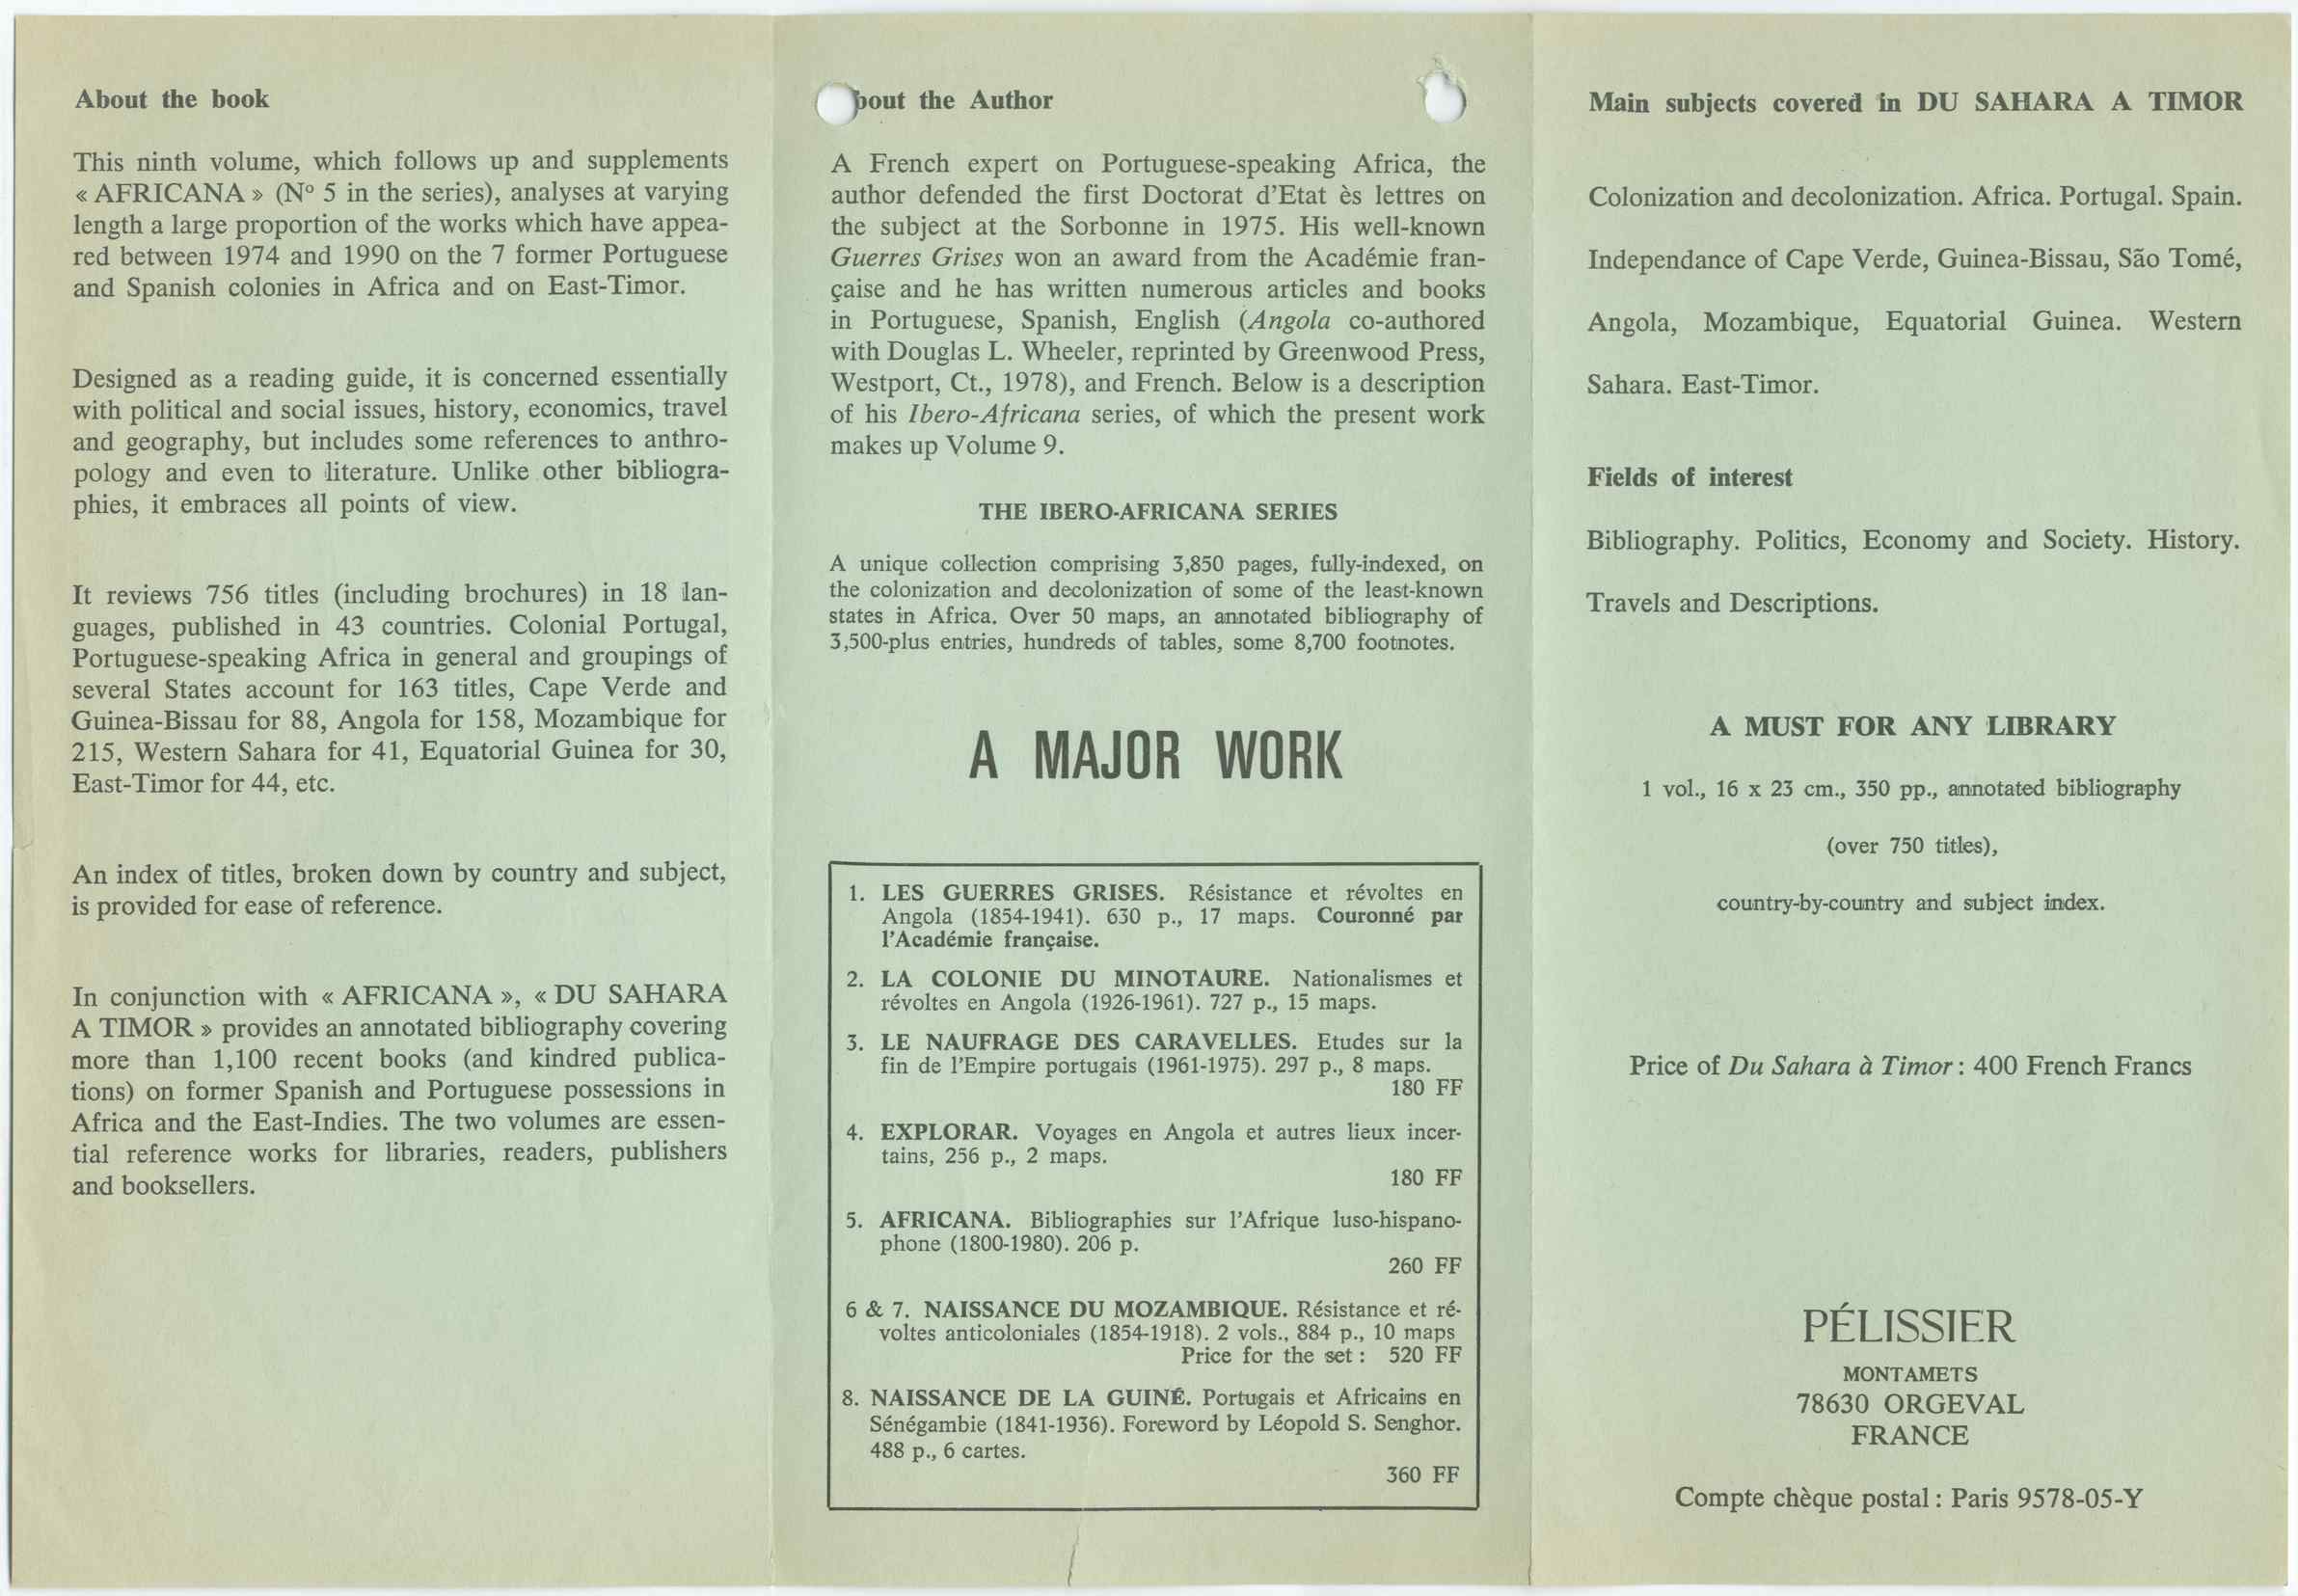 About the book
This ninth volume, which follows up and supplements
« AFRICANA » (Nº 5 in the series), analyses at varying
length a large proportion of the works which have appea-
red between 1974 and 1990 on the 7 former Portuguese
and Spanish colonies in Africa and on East-Timor.
Designed as a reading guide, it is concerned essentially
with political and social issues, history, economics, travel
and geography, but includes some references to anthro-
pology and even to literature. Unlike other bibliogra-
phies, it embraces all points of view.
It reviews 756 titles (including brochures) in 18 lan-
guages, published in 43 countries. Colonial Portugal,
Portuguese-speaking Africa in general and groupings of
several States account for 163 titles, Cape Verde and
Guinea-Bissau for 88, Angola for 158, Mozambique for
215, Western Sahara for 41, Equatorial Guinea for 30,
East-Timor for 44, etc.
An index of titles, broken down by country and subject,
is provided for ease of reference.
In conjunction with « AFRICANA », « DU SAHARA
A TIMOR » provides an annotated bibliography covering
more than 1,100 recent books (and kindred publica-
tions) on former Spanish and Portuguese possessions in
Africa and the East-Indies. The two volumes are essen-
tial reference works for libraries, readers, publishers
and booksellers.
bout the Author
A French expert on Portuguese-speaking Africa, the
author defended the first Doctorat d'Etat ès lettres on
the subject at the Sorbonne in 1975. His well-known
Guerres Grises won an award from the Académie fran-
çaise and he has written numerous articles and books
in Portuguese, Spanish, English (Angola co-authored
with Douglas L. Wheeler, reprinted by Greenwood Press,
Westport, Ct., 1978), and French. Below is a description
of his Ibero-Africana series, of which the present work
makes up Volume 9.
THE IBERO-AFRICANA SERIES
A unique collection comprising 3,850 pages, fully-indexed, on
the colonization and decolonization of some of the least-known
states in Africa. Over 50 maps, an annotated bibliography of
3,500-plus entries, hundreds of tables, some 8,700 footnotes.
A MAJOR WORK
1. LES GUERRES GRISES. Résistance et révoltes en
Angola (1854-1941). 630 p., 17 maps. Couronné par
l'Académie française.
2. LA COLONIE DU MINOTAURE. Nationalismes et
révoltes en Angola (1926-1961). 727 p., 15 maps.
3. LE NAUFRAGE DES CARAVELLES. Etudes sur la
fin de l'Empire portugais (1961-1975). 297 p., 8 maps.
180 FF
4. EXPLORAR. Voyages en Angola et autres lieux incer-
tains, 256 p., 2 maps.
180 FF
5. AFRICANA. Bibliographies sur l'Afrique luso-hispano-
phone (1800-1980). 206 p.
260 FF
6 & 7. NAISSANCE DU MOZAMBIQUE. Résistance et ré-
voltes anticoloniales (1854-1918). 2 vols., 884 p., 10 maps
Price for the set : 520 FF
8. NAISSANCE DE LA GUINÉ. Portugais et Africains en
Sénégambie (1841-1936). Foreword by Léopold S. Senghor.
488 p., 6 cartes.
360 FF
Main subjects covered in DU SAHARA A TIMOR
Colonization and decolonization. Africa. Portugal. Spain.
Independance of Cape Verde, Guinea-Bissau, São Tomé,
Angola, Mozambique, Equatorial Guinea. Western
Sahara. East-Timor.
Fields of interest
Bibliography. Politics, Economy and Society. History.
Travels and Descriptions.
A MUST FOR ANY LIBRARY
1 vol., 16 x 23 cm., 350 pp., annotated bibliography
(over 750 titles),
country-by-country and subject index.
Price of Du Sahara à Timor : 400 French Francs
PÉLISSIER
MONTAMETS
78630 ORGEVAL
FRANCE
Compte chèque postal : Paris 9578-05-Y